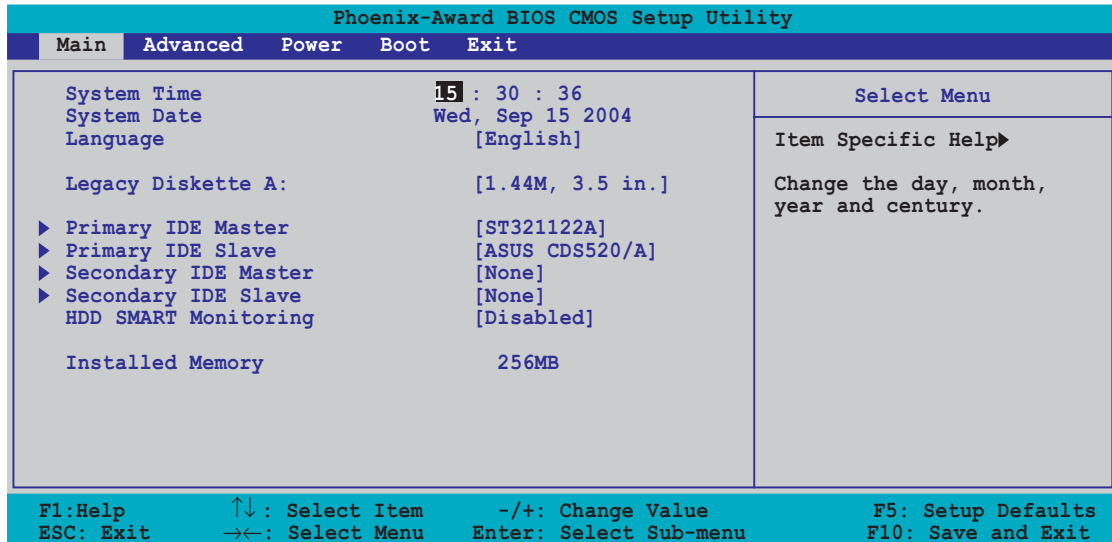 Phoenix-Award BIOS CMOS Setup Utility
Main Advanced Power Boot Exit
System Time 15 : 30 : 36
System Date Wed, Sep 15 2004
Language [English]
Legacy Diskette A: [1.44M, 3.5 in.]
Primary IDE Master [ST321122A]
Primary IDE Slave [ASUS CDS520/A]
Secondary IDE Master [None]
Secondary IDE Slave [None]
HDD SMART Monitoring [Disabled]
Installed Memory 256MB
Select Menu
Item Specific Help
Change the day, month,
year and century.
F1:Help ↑↓: Select Item -/+: Change Value F5: Setup Defaults
ESC: Exit →←: Select Menu Enter: Select Sub-menu F10: Save and Exit